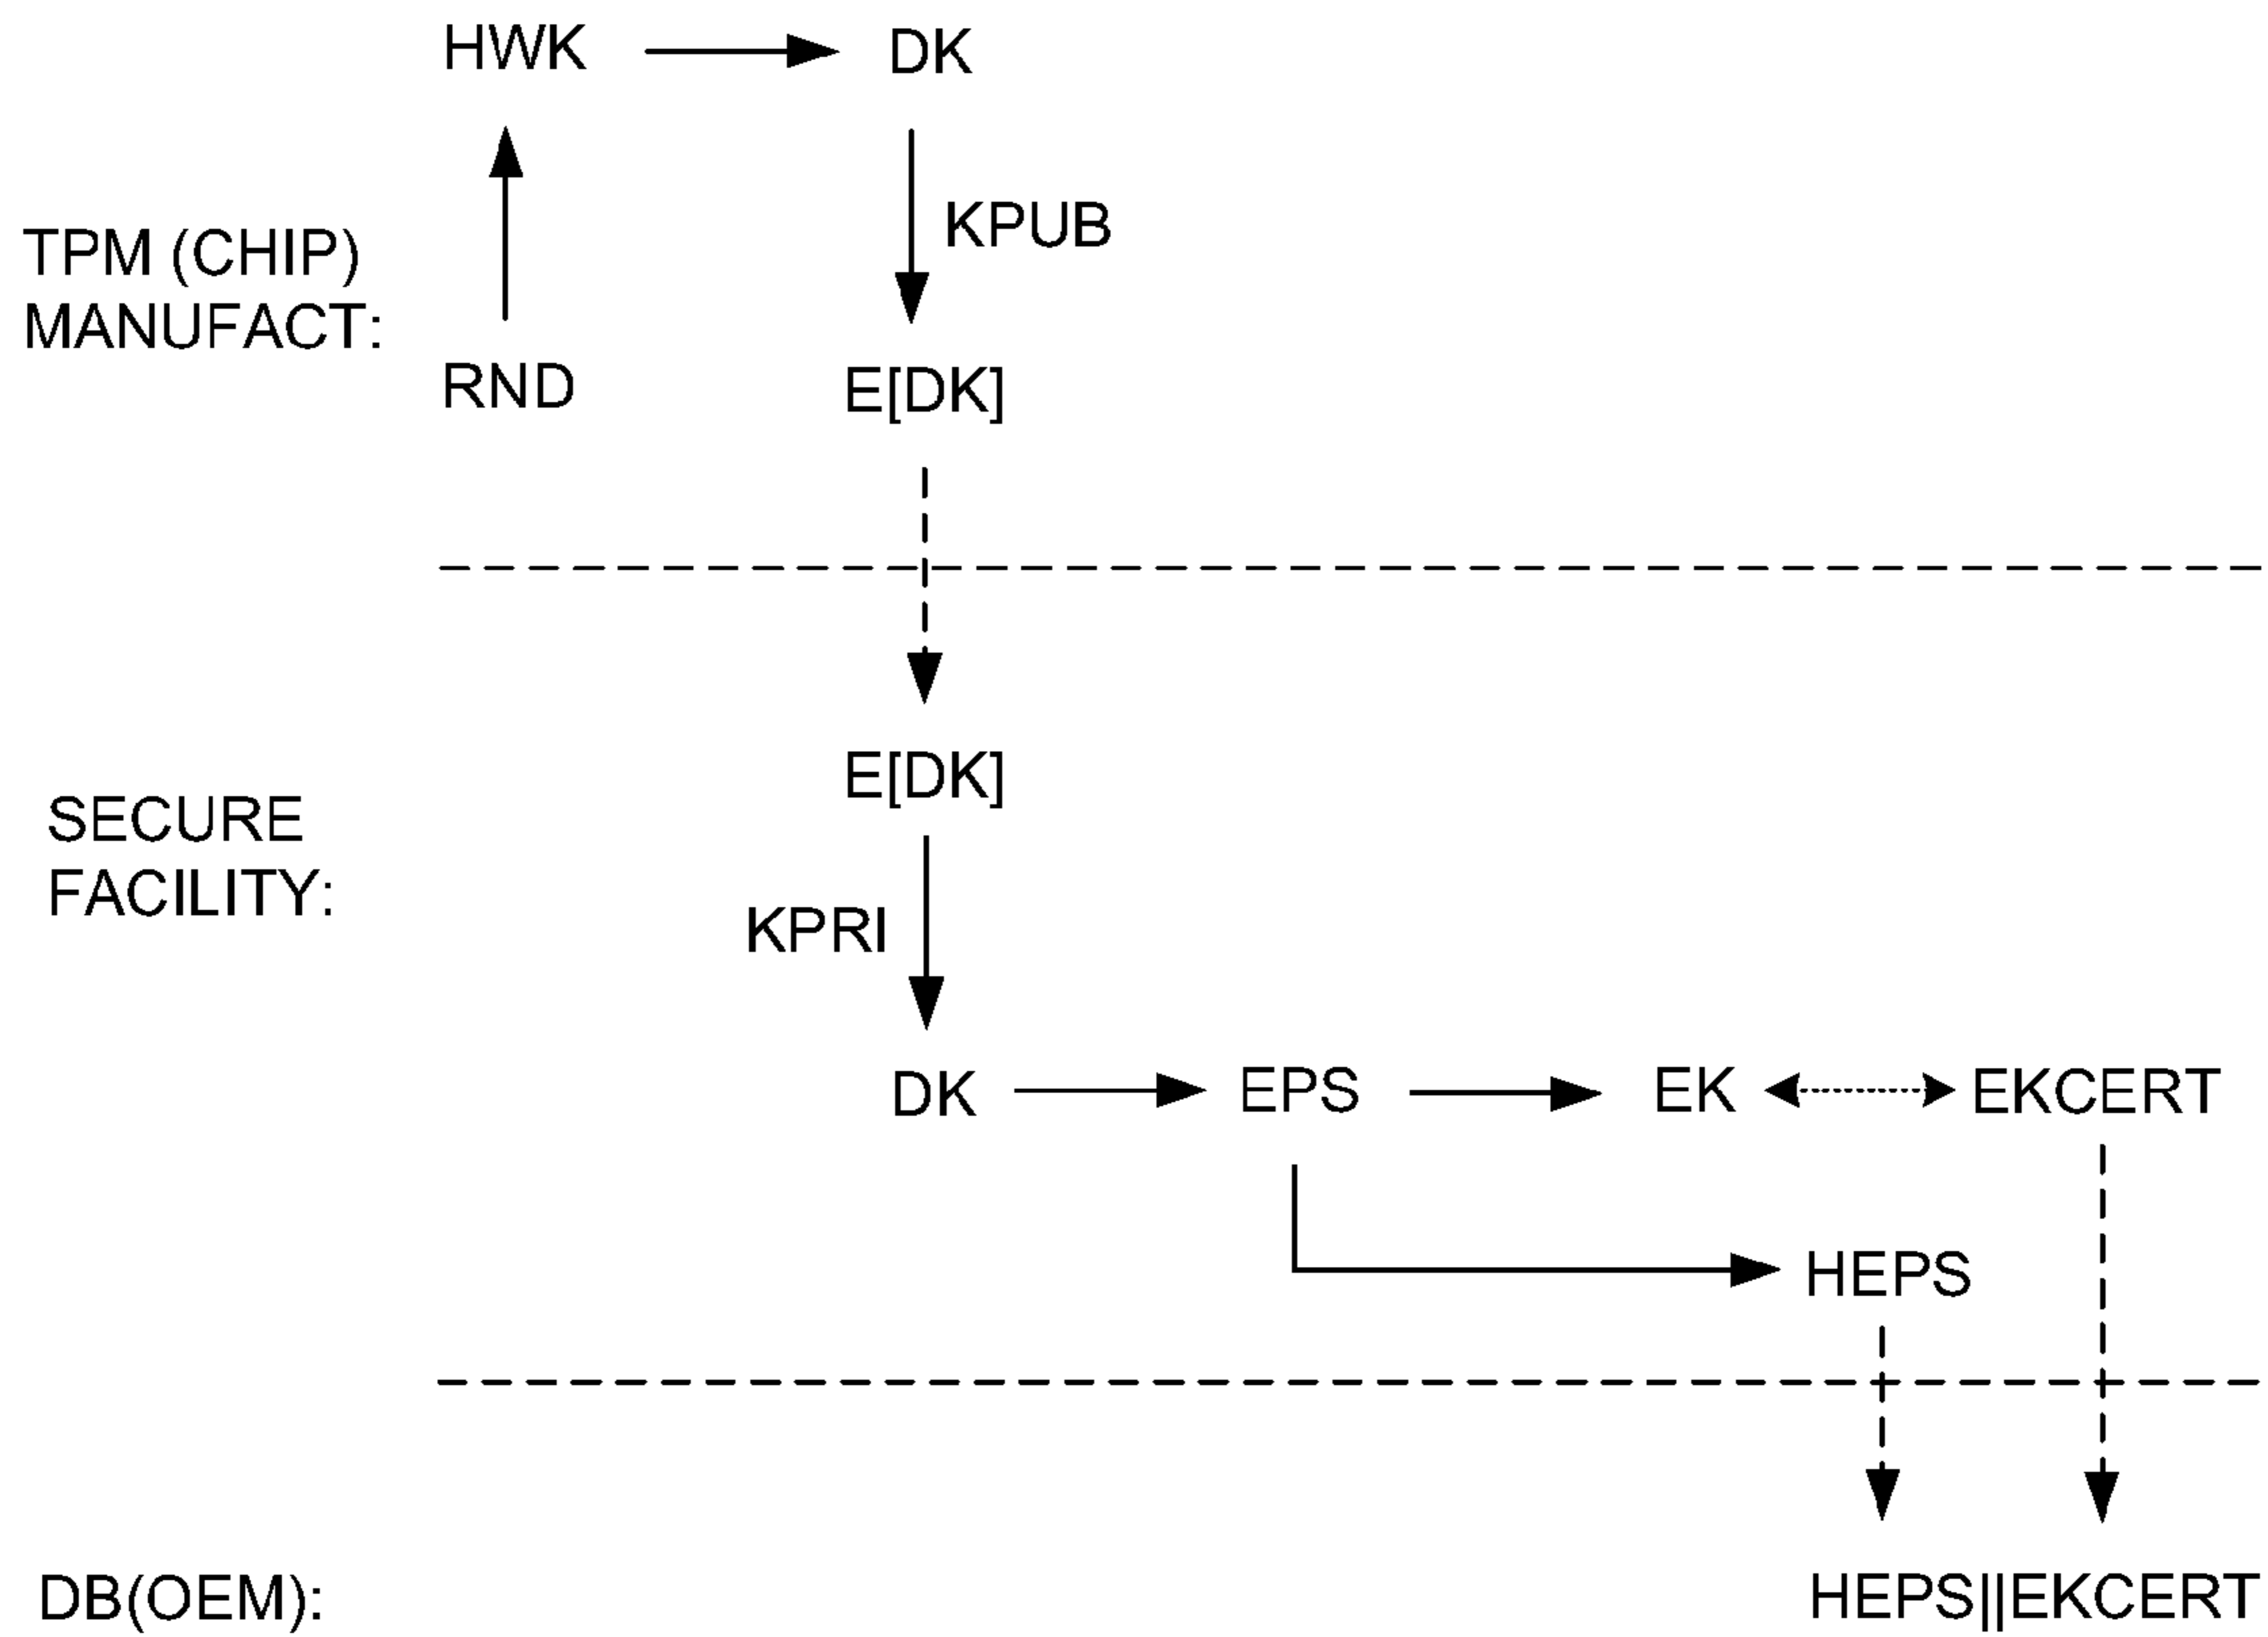 HWK
DK
KPUB
TPM (CHIP)
MANUFACT:
RND
E[DK]
E[DK]
SECURE
FACILITY:
KPRI
DK
EPS
EK
EKCERT
HEPS
DB(OEM):
HEPS||EKCERT